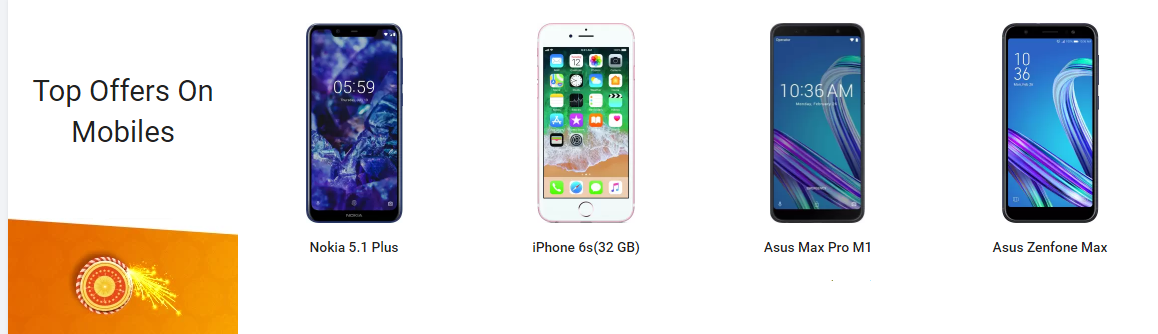 Top Offers On
Mobiles
05:59
NOKIA
Nokia 5.1 Plus
iPhone 6s(32 GB)
10:36 AM
Asus Max Pro M1
10
36
Asus Zenfone Max